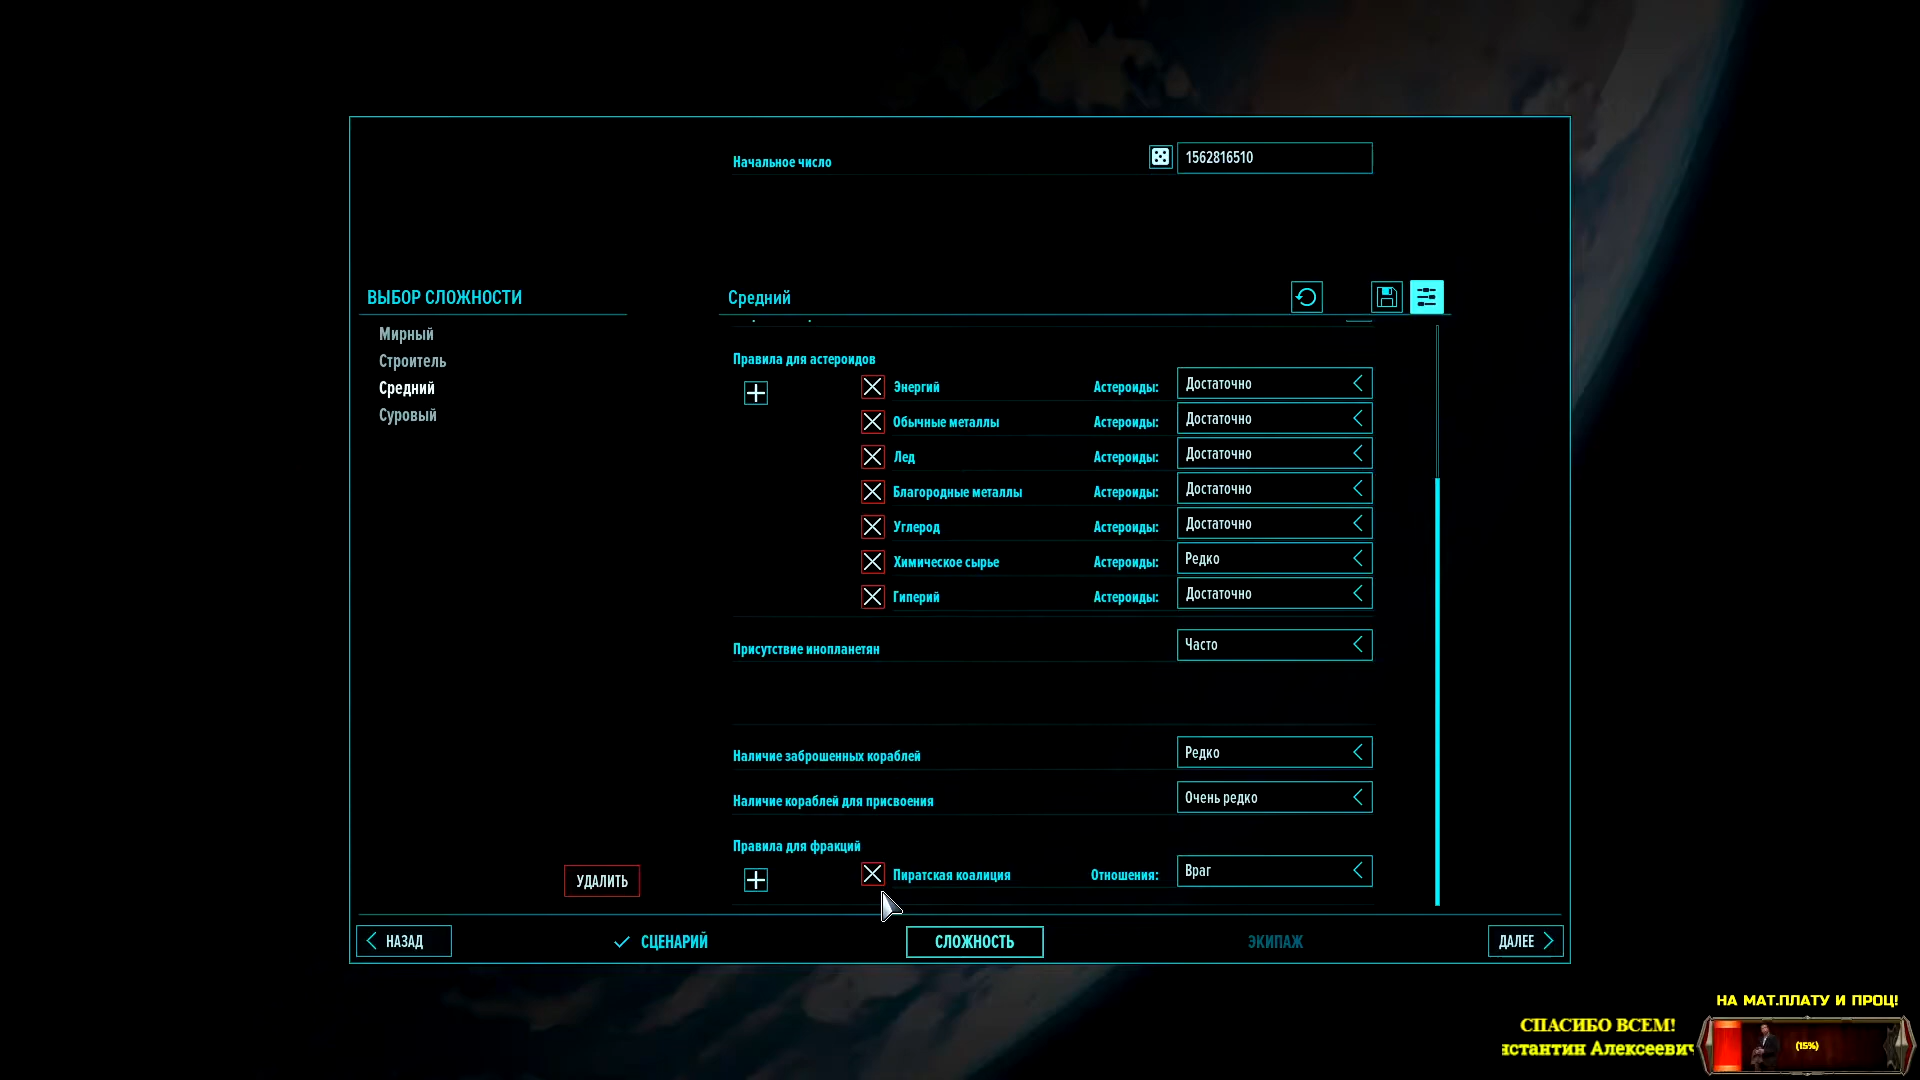 Начальное число
1562816510
ВЫБОР СЛОЖНОСТИ
Средний
Мирный
Строитель
Средний
Суровый
Правила для астероидов
Энергий Астероиды: Достаточно
Обычные металлы Астероиды: Достаточно
Лед Астероиды: Достаточно
Благородные металлы Астероиды: Достаточно
Углерод Астероиды: Достаточно
Химическое сырье Астероиды: Редко
Гиперий Астероиды: Достаточно
Присутствие инопланетян Часто
Наличие заброшенных кораблей Редко
Наличие кораблей для присвоения Очень редко
Правила для фракций
Пиратская коалиция Отношения: Враг
УДАЛИТЬ
НАЗАД
СЦЕНАРИЙ
СЛОЖНОСТЬ
ЭКИПАЖ
ДАЛЕЕ
НА МАТ.ПЛАТУ И ПРОЦ!
СПАСИБО ВСЕМ!
нстантин Алексеевич
(15%)